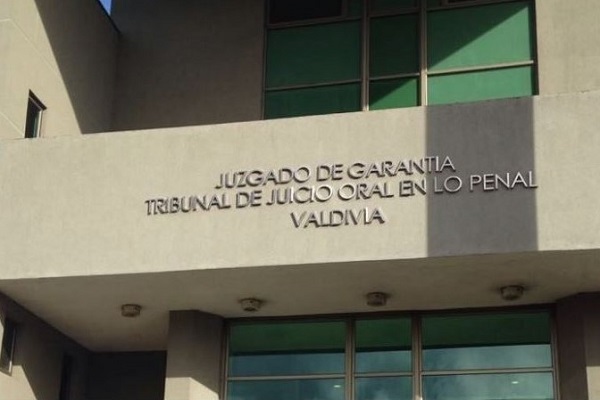 JUZGADO DE GARANTIA
TRIBUNAL DE JUICIO ORAL EN LO PENAL
VALDIVIA